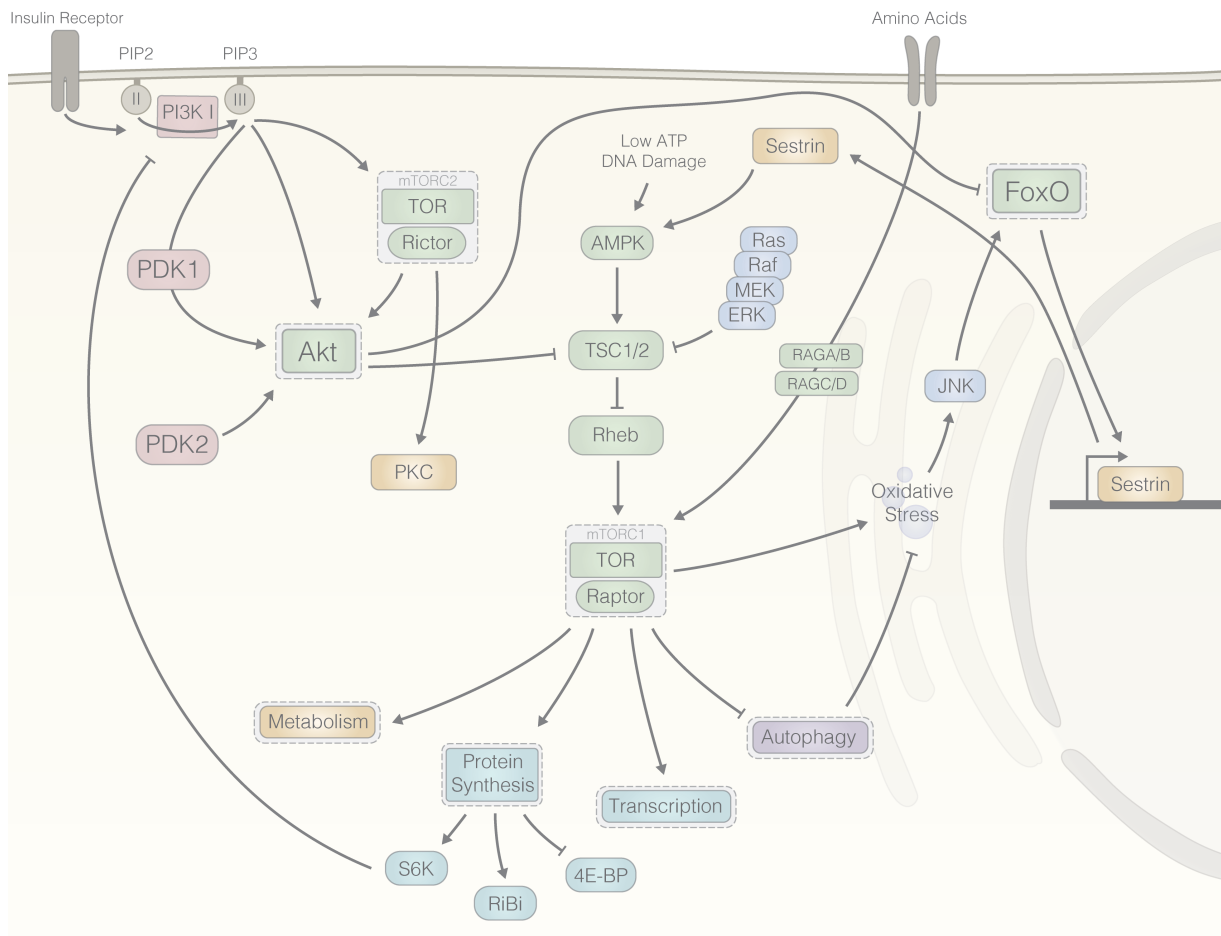 Insulin Receptor
Amino Acids
PIP2
PIP3
II
PI3K I
III
Low ATP
DNA Damage
Sestrin
mTORC2
TOR
Rictor
FoxO
AMPK
Ras
Raf
MEK
ERK
PDK1
Akt
TSC1/2
RAGA/B
RAGC/D
JNK
PDK2
Rheb
PKC
Oxidative
Stress
Sestrin
mTORC1
TOR
Raptor
Metabolism
Autophagy
Protein
Synthesis
Transcription
S6K
4E-BP
RiBi